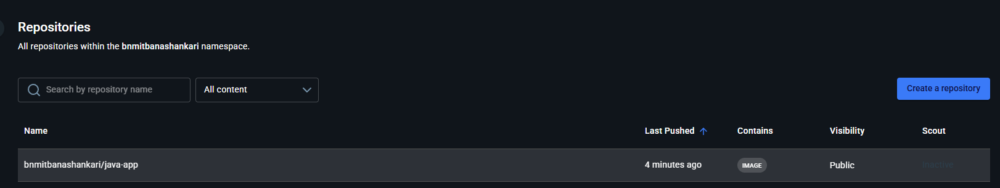 Repositories
All repositories within the bnmitbanashankari namespace.
Search by repository name
All content
Create a repository
Name Last Pushed Contains Visibility Scout
bnmitbanashankari/java-app 4 minutes ago IMAGE Public Inactive